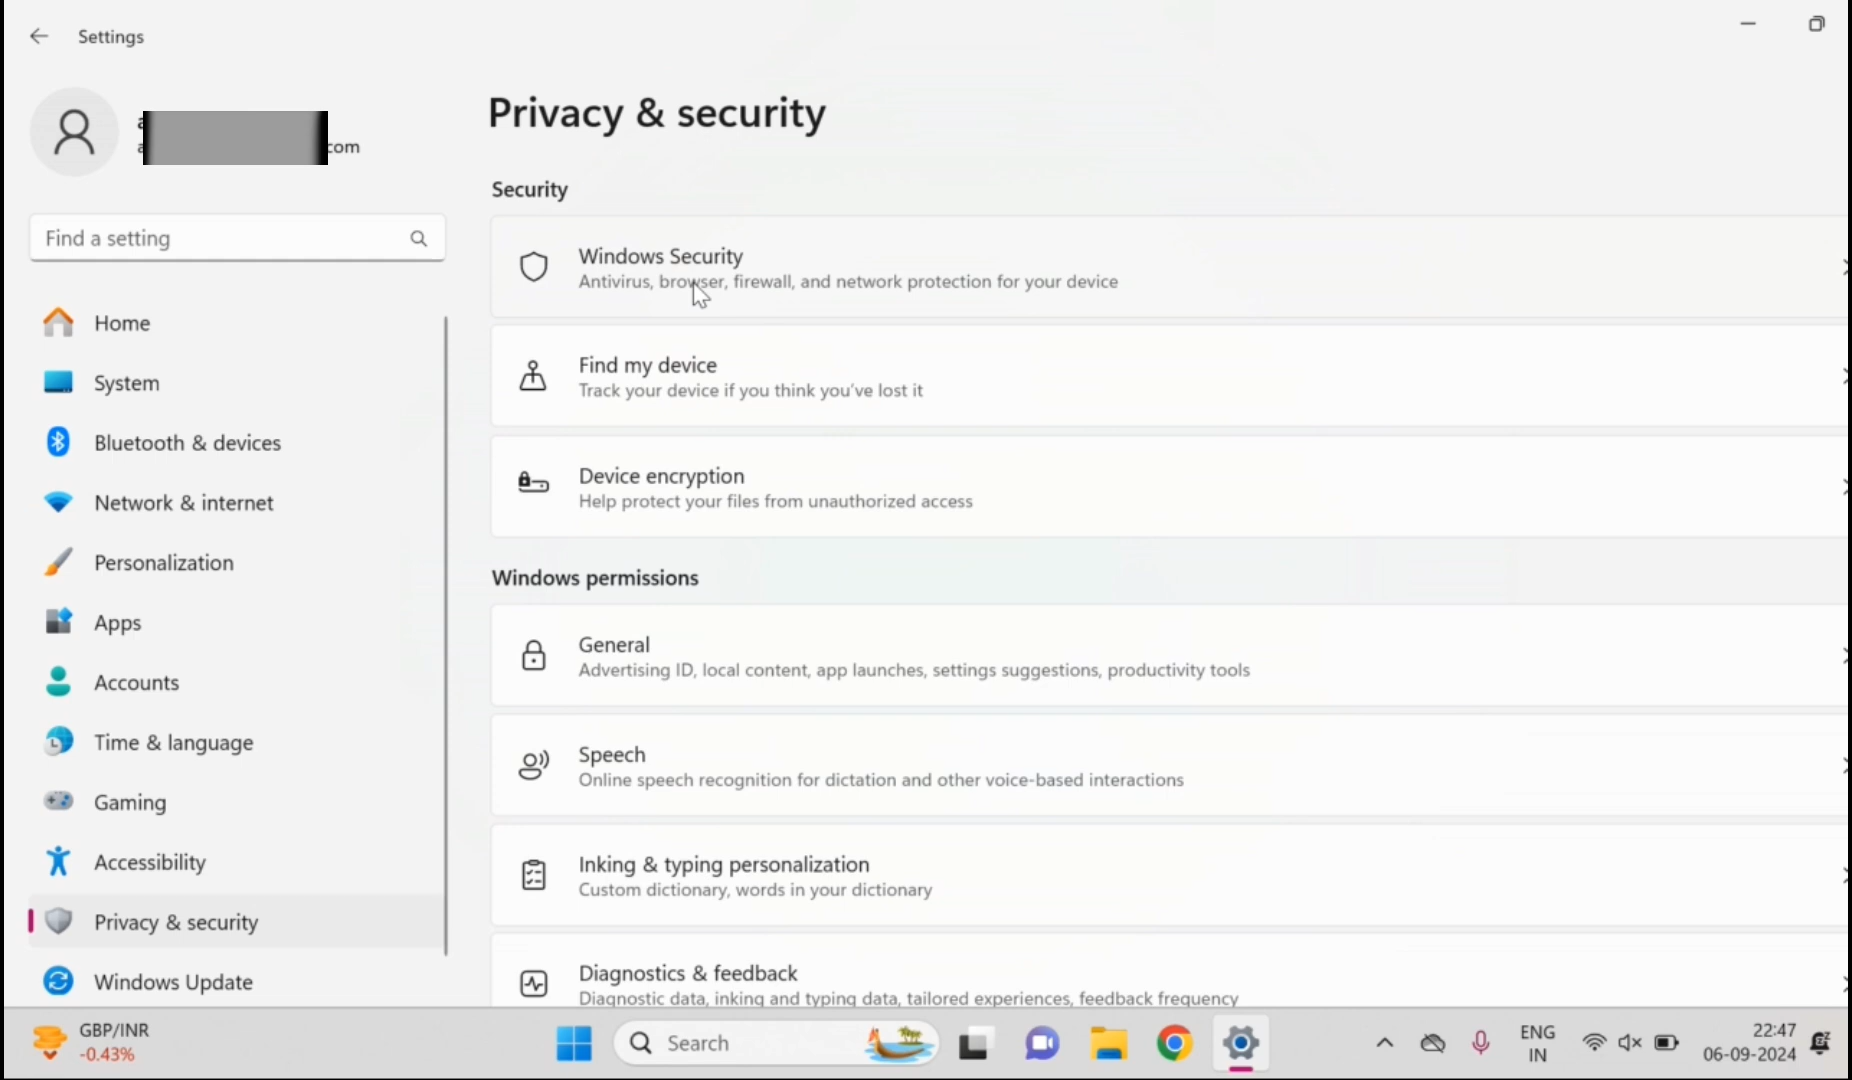 Settings
com
Find a setting
Home
System
Bluetooth & devices
Network & internet
Personalization
Apps
Accounts
Time & language
Gaming
Accessibility
Privacy & security
Windows Update
Privacy & security
Security
Windows Security
Antivirus, browser, firewall, and network protection for your device
Find my device
Track your device if you think you've lost it
Device encryption
Help protect your files from unauthorized access
Windows permissions
General
Advertising ID, local content, app launches, settings suggestions, productivity tools
Speech
Online speech recognition for dictation and other voice-based interactions
Inking & typing personalization
Custom dictionary, words in your dictionary
Diagnostics & feedback
Diagnostic data, inking and typing data, tailored experiences, feedback frequency
GBP/INR
-0.43%
Search
ENG
IN
22:47
06-09-2024